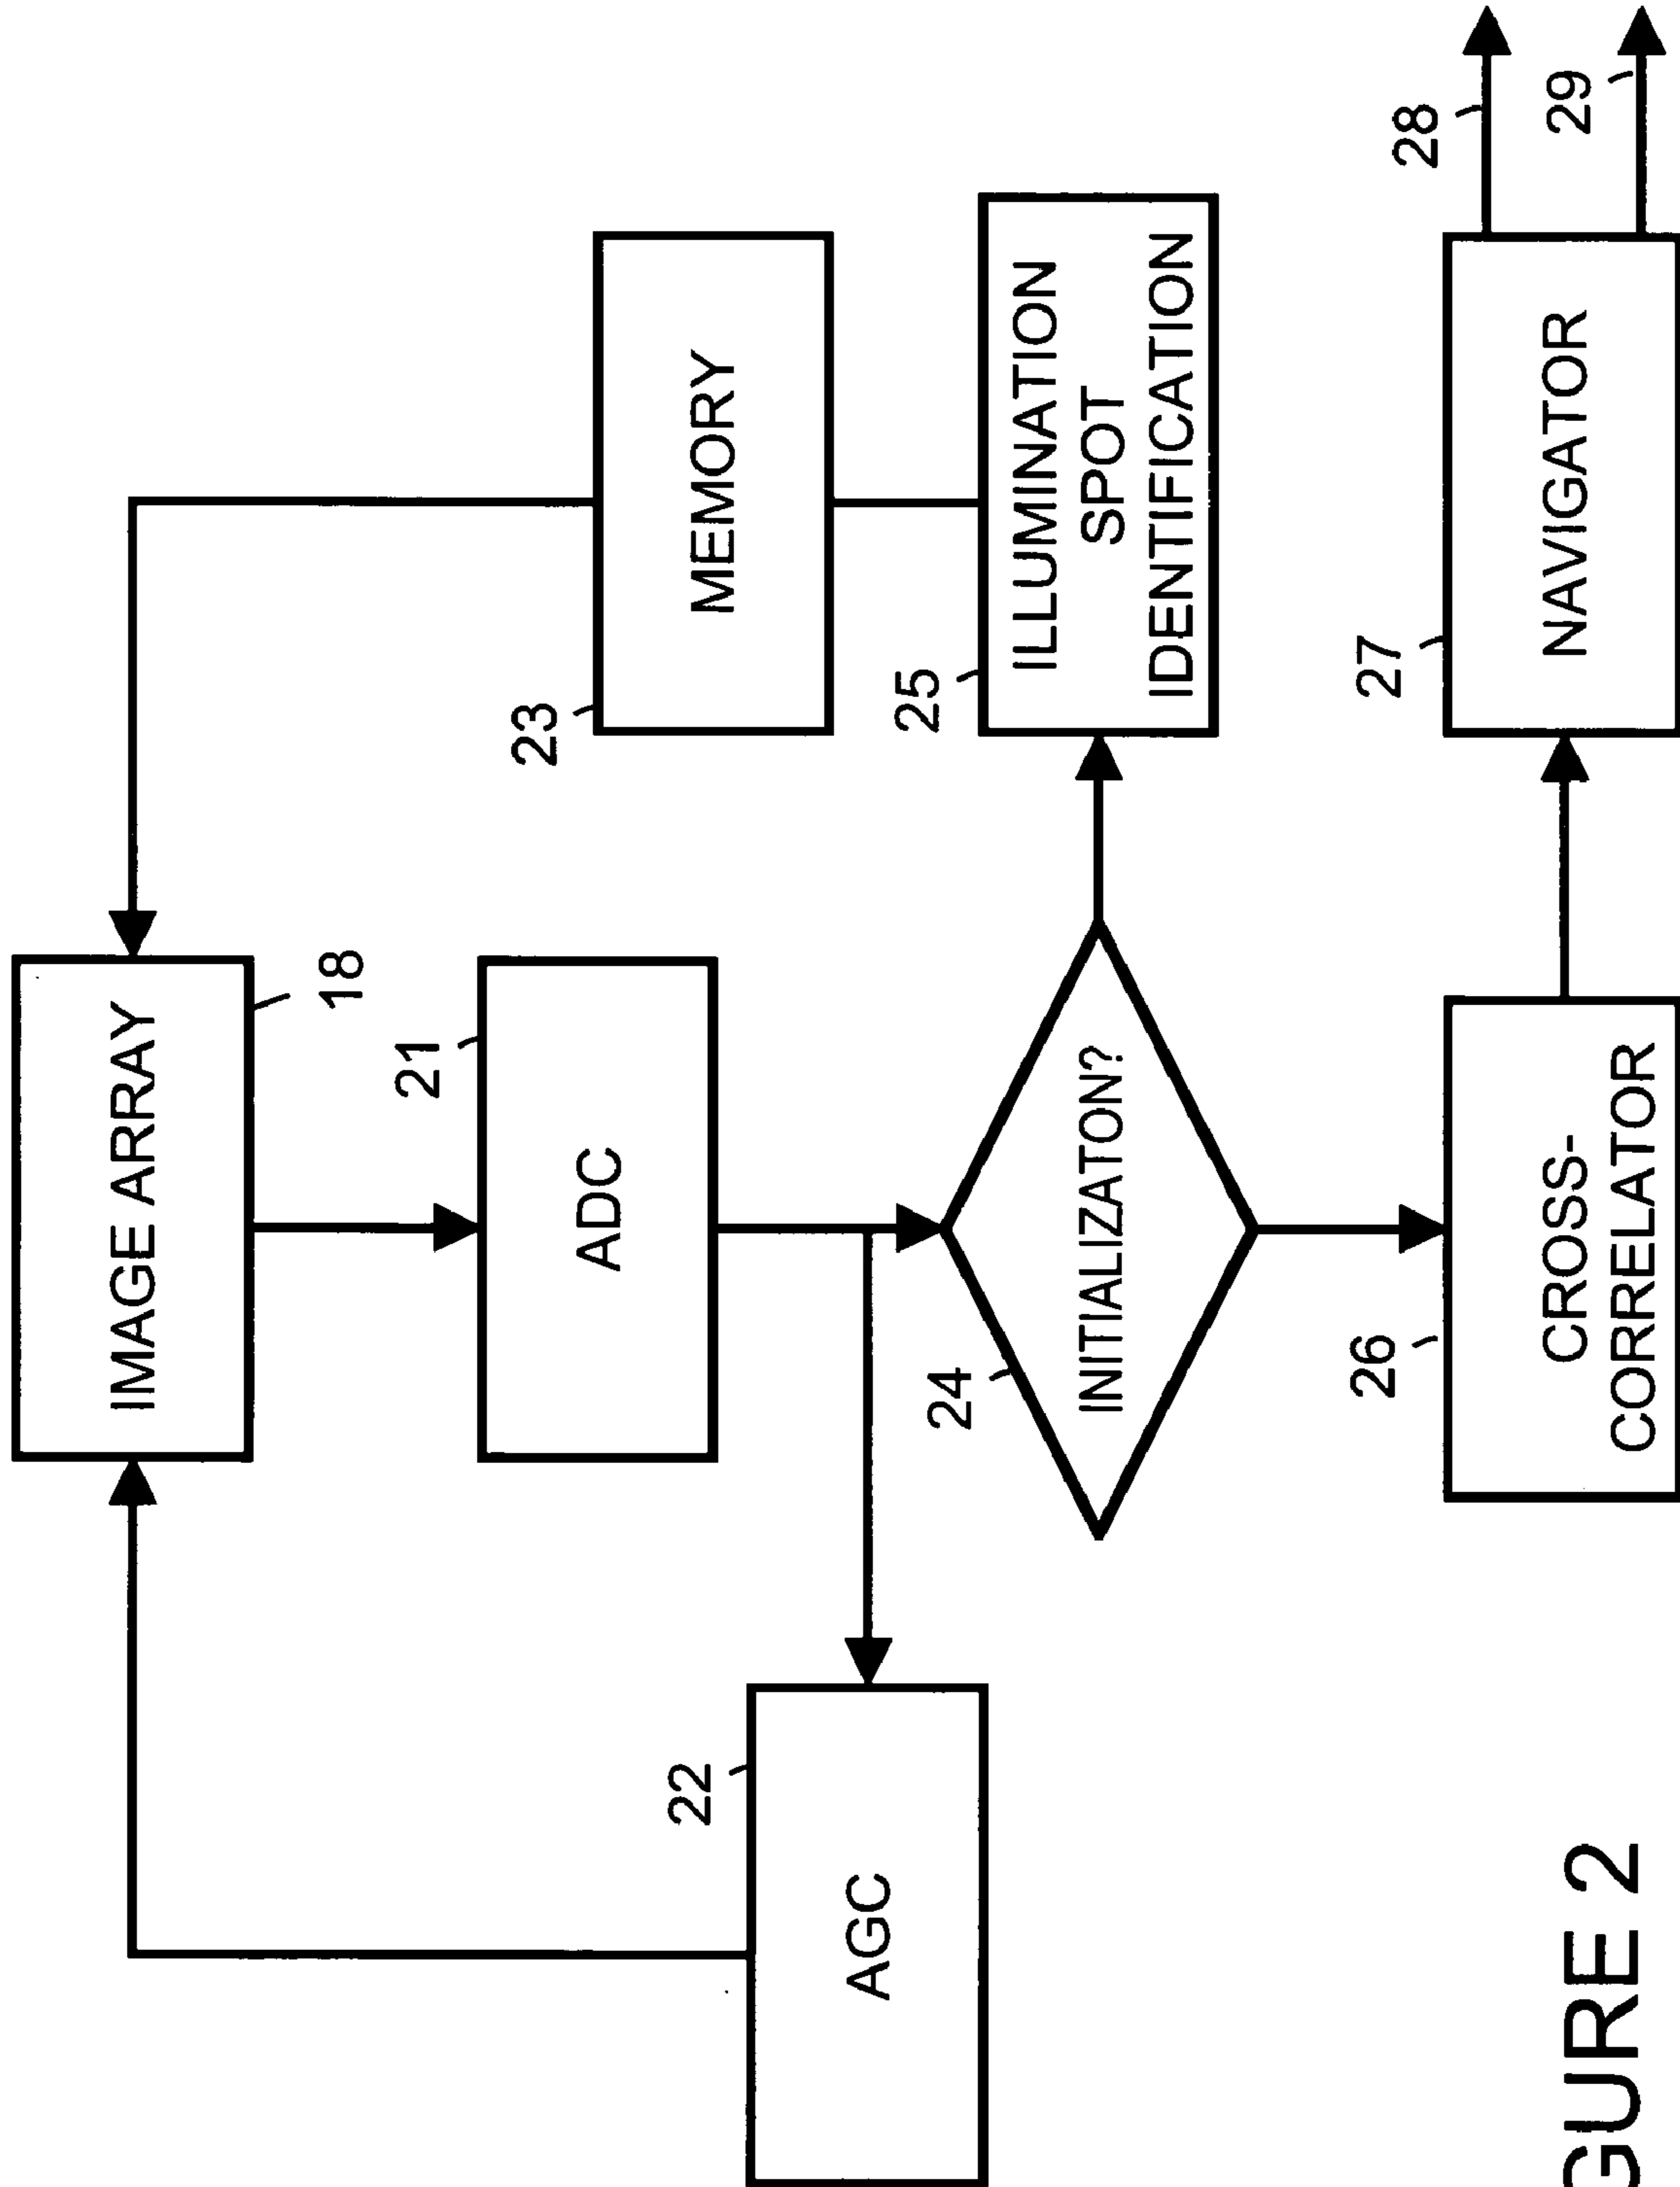 IMAGE ARRAY
18
21
ADC
22
AGC
23
MEMORY
24
INITIALIZATON?
25
ILLUMINATION
SPOT
IDENTIFICATION
26
CROSS-
CORRELATOR
27
NAVIGATOR
28
29
GURE 2